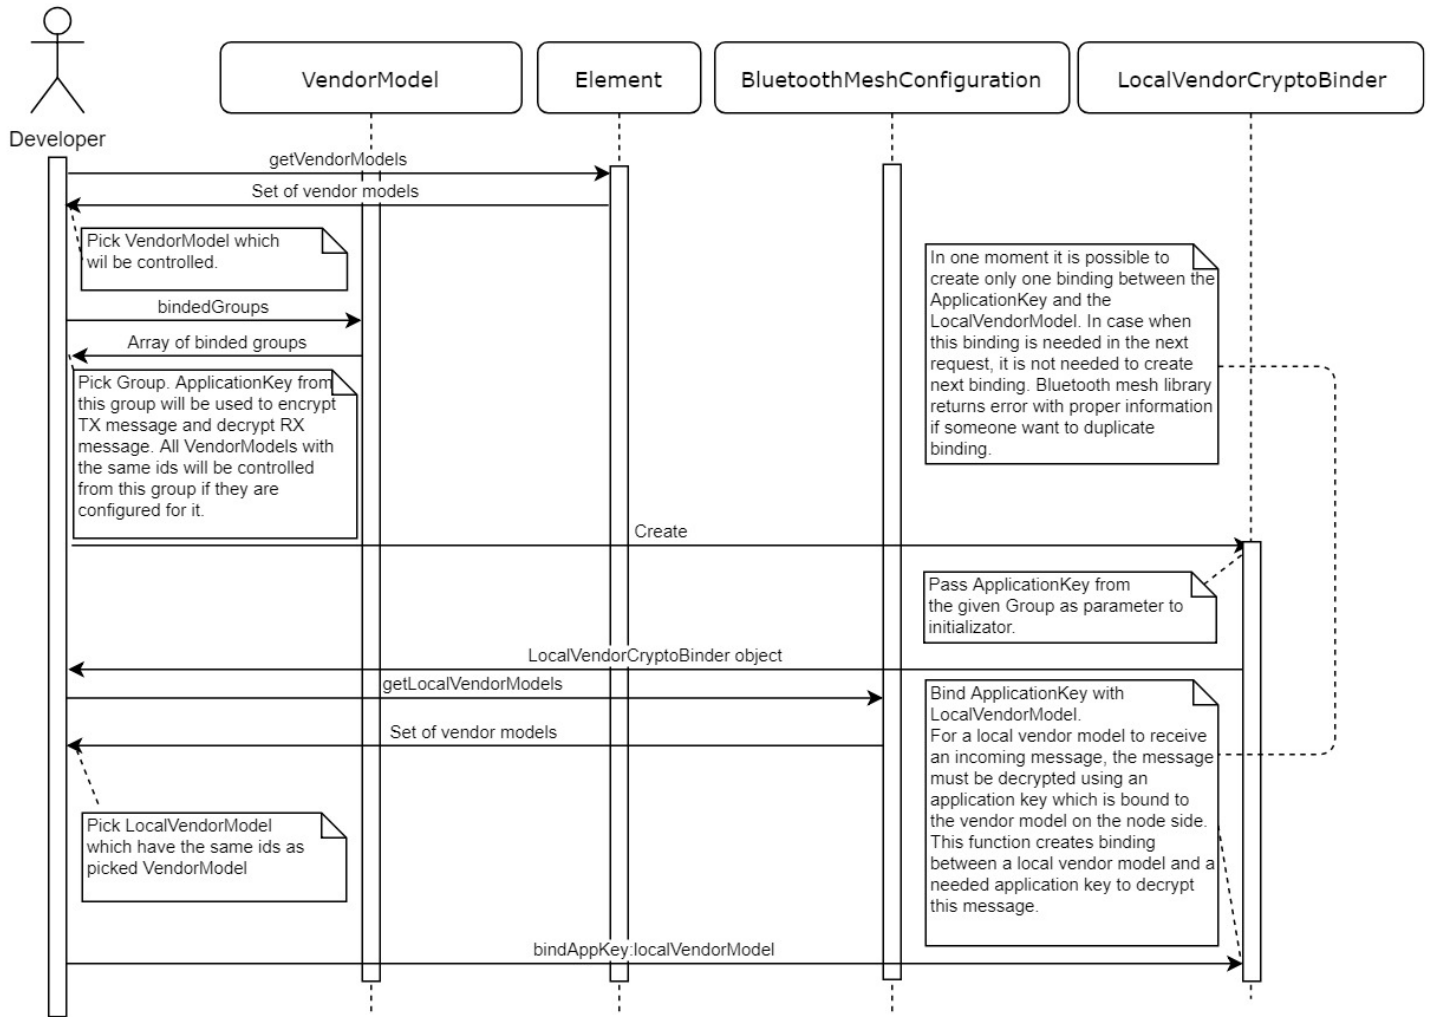 VendorModel
Element
BluetoothMeshConfiguration
LocalVendorCryptoBinder
Developer
getVendorModels
Set of vendor models
Pick VendorModel which
wil be controlled.
bindedGroups
Array of binded groups
Pick Group. ApplicationKey from
this group will be used to encrypt
TX message and decrypt RX
message. All VendorModels with
the same ids will be controlled
from this group if they are
configured for it.
In one moment it is possible to
create only one binding between the
ApplicationKey and the
LocalVendorModel. In case when
this binding is needed in the next
request, it is not needed to create
next binding. Bluetooth mesh library
returns error with proper information
if someone want to duplicate
binding.
Create
Pass ApplicationKey from
the given Group as parameter to
initializator.
LocalVendorCryptoBinder object
getLocalVendorModels
Set of vendor models
Pick LocalVendorModel
which have the same ids as
picked VendorModel
Bind ApplicationKey with
LocalVendorModel.
For a local vendor model to receive
an incoming message, the message
must be decrypted using an
application key which is bound to
the vendor model on the node side.
This function creates binding
between a local vendor model and a
needed application key to decrypt
this message.
bindAppKey:localVendorModel